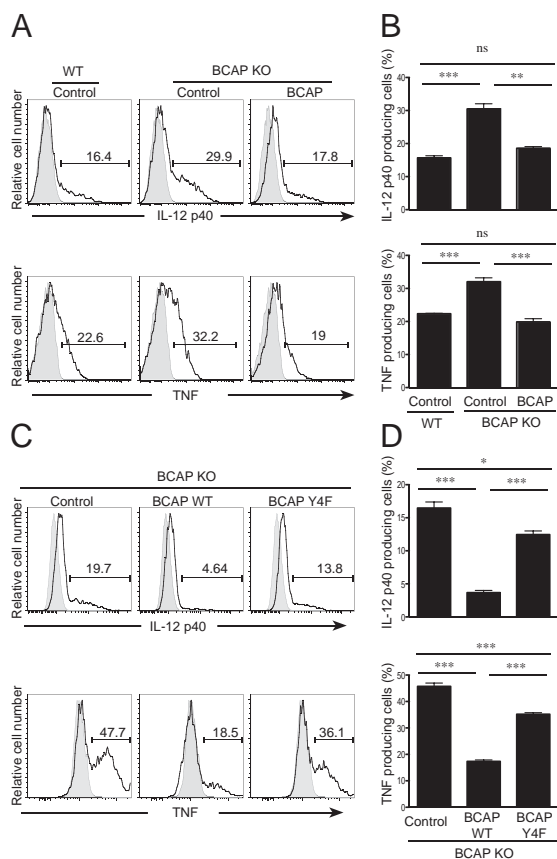 A
WT
BCAP KO
Control
Control
BCAP
Relative cell number
16.4
29.9
17.8
IL-12 p40
Relative cell number
22.6
32.2
19
TNF
B
ns
***
**
IL-12 p40 producing cells (%)
40
30
20
10
0
ns
***
***
TNF producing cells (%)
40
30
20
10
0
Control
Control
BCAP
WT
BCAP KO
C
BCAP KO
Control
BCAP WT
BCAP Y4F
Relative cell number
19.7
4.64
13.8
IL-12 p40
Relative cell number
47.7
18.5
36.1
TNF
D
*
***
***
IL-12 p40 producing cells (%)
20
15
10
5
0
***
***
***
TNF producing cells (%)
50
40
30
20
10
0
Control
BCAP
WT
BCAP
Y4F
BCAP KO